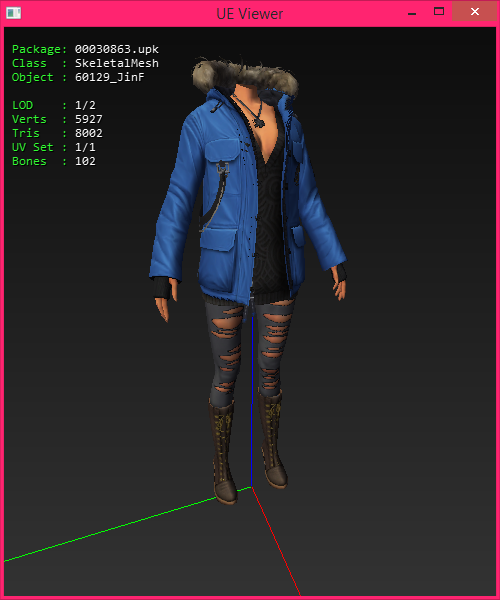 UE Viewer
Package: 00030863.upk
Class  : SkeletalMesh
Object : 60129_JinF
LOD    : 1/2
Verts  : 5927
Tris   : 8002
UV Set : 1/1
Bones  : 102